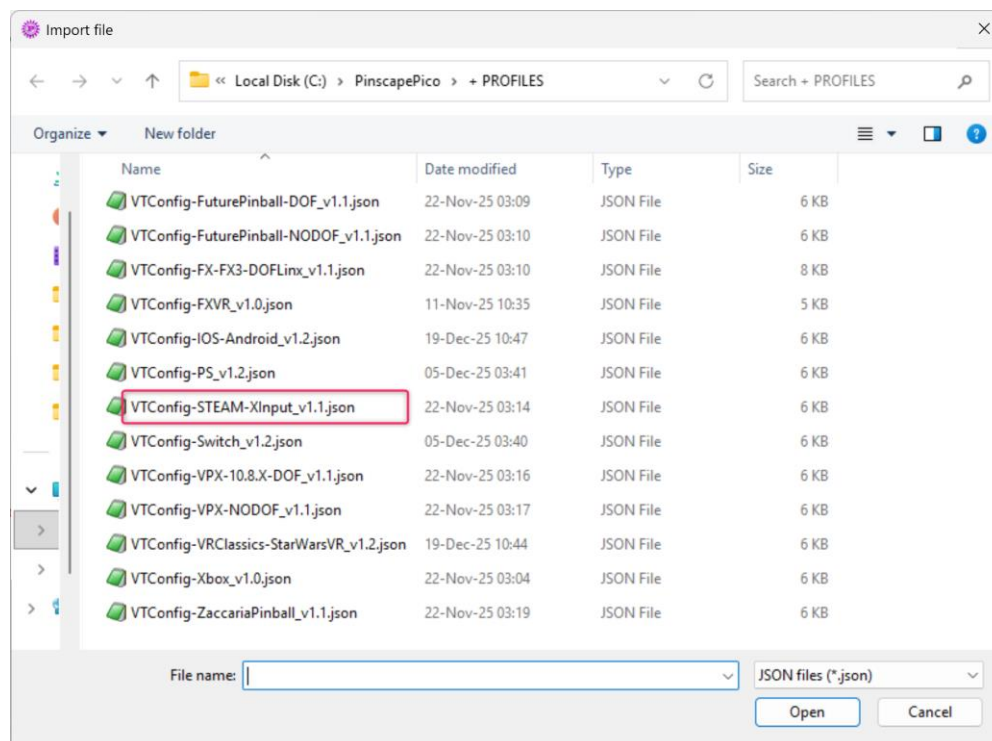 Import file
« Local Disk (C:) > PinscapePico > + PROFILES
Search + PROFILES
Organize
New folder
Name Date modified Type Size
VTConfig-FuturePinball-DOF_v1.1.json 22-Nov-25 03:09 JSON File 6 KB
VTConfig-FuturePinball-NODOF_v1.1.json 22-Nov-25 03:10 JSON File 6 KB
VTConfig-FX-FX3-DOFLinx_v1.1.json 22-Nov-25 03:10 JSON File 8 KB
VTConfig-FXVR_v1.0.json 11-Nov-25 10:35 JSON File 5 KB
VTConfig-IOS-Android_v1.2.json 19-Dec-25 10:47 JSON File 6 KB
VTConfig-PS_v1.2.json 05-Dec-25 03:41 JSON File 6 KB
VTConfig-STEAM-XInput_v1.1.json 22-Nov-25 03:14 JSON File 6 KB
VTConfig-Switch_v1.2.json 05-Dec-25 03:40 JSON File 6 KB
VTConfig-VPX-10.8.X-DOF_v1.1.json 22-Nov-25 03:16 JSON File 6 KB
VTConfig-VPX-NODOF_v1.1.json 22-Nov-25 03:17 JSON File 6 KB
VTConfig-VRClassics-StarWarsVR_v1.2.json 19-Dec-25 10:44 JSON File 6 KB
VTConfig-Xbox_v1.0.json 22-Nov-25 03:04 JSON File 6 KB
VTConfig-ZaccariaPinball_v1.1.json 22-Nov-25 03:19 JSON File 6 KB
File name:
JSON files (*.json)
Open
Cancel